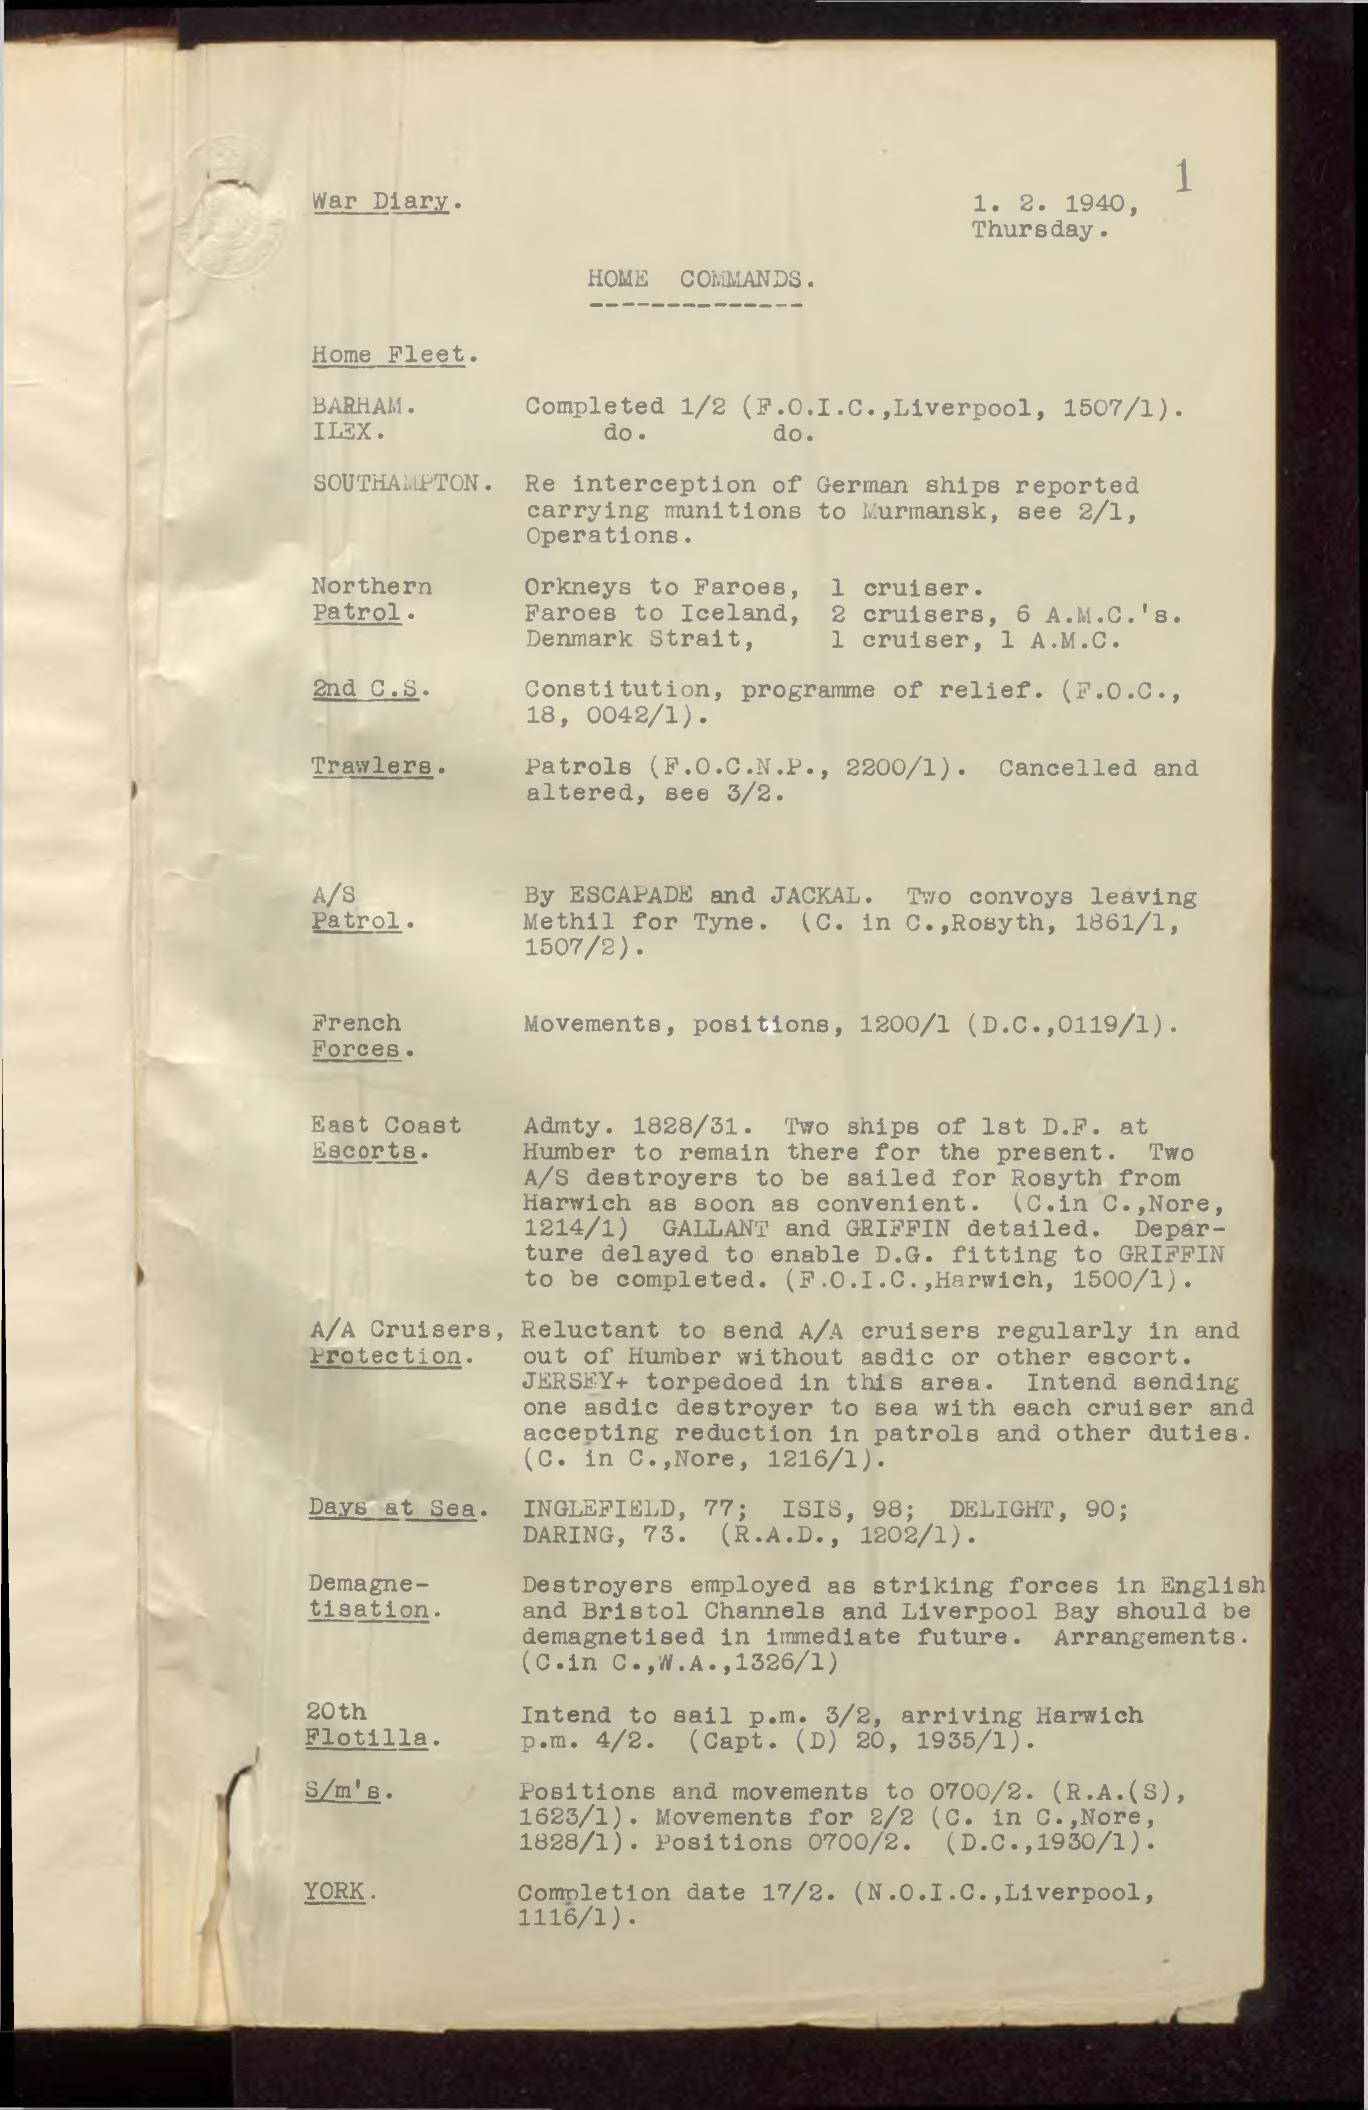 1
War Diary. 1. 2. 1940,
Thursday.
HOME COMMANDS.
Home Fleet.
BARHAM. Completed 1/2 (F.O.I.C.,Liverpool, 1507/1).
ILEX. do. do.
SOUTHAMPTON. Re interception of German ships reported
carrying munitions to Murmansk, see 2/1,
Operations.
Northern Orkneys to Faroes, 1 cruiser.
Patrol. Faroes to Iceland, 2 cruisers, 6 A.M.C.'s.
Denmark Strait, 1 cruiser, 1 A.M.C.
2nd C.S. Constitution, programme of relief. (F.O.C.,
18, 0042/1).
Trawlers. Patrols (F.O.C.N.P., 2200/1). Cancelled and
altered, see 3/2.
A/S By ESCAPADE and JACKAL. Two convoys leaving
Patrol. Methil for Tyne. (C. in C.,Rosyth, 1861/1,
1507/2).
French Movements, positions, 1200/1 (D.C.,0119/1).
Forces.
East Coast Admty. 1828/31. Two ships of 1st D.F. at
Escorts. Humber to remain there for the present. Two
A/S destroyers to be sailed for Rosyth from
Harwich as soon as convenient. (C.in C.,Nore,
1214/1) GALLANT and GRIFFIN detailed. Depar-
ture delayed to enable D.G. fitting to GRIFFIN
to be completed. (F.O.I.C.,Harwich, 1500/1).
A/A Cruisers, Reluctant to send A/A cruisers regularly in and
Protection. out of Humber without asdic or other escort.
JERSEY+ torpedoed in this area. Intend sending
one asdic destroyer to sea with each cruiser and
accepting reduction in patrols and other duties.
(C. in C.,Nore, 1216/1).
Days at Sea. INGLEFIELD, 77; ISIS, 98; DELIGHT, 90;
DARING, 73. (R.A.D., 1202/1).
Demagne- Destroyers employed as striking forces in English
tisation. and Bristol Channels and Liverpool Bay should be
demagnetised in immediate future. Arrangements.
(C.in C.,W.A.,1326/1)
20th Intend to sail p.m. 3/2, arriving Harwich
Flotilla. p.m. 4/2. (Capt. (D) 20, 1935/1).
S/m's. Positions and movements to 0700/2. (R.A.(S),
1623/1). Movements for 2/2 (C. in C.,Nore,
1828/1). Positions 0700/2. (D.C.,1930/1).
YORK. Completion date 17/2. (N.O.I.C.,Liverpool,
1116/1).